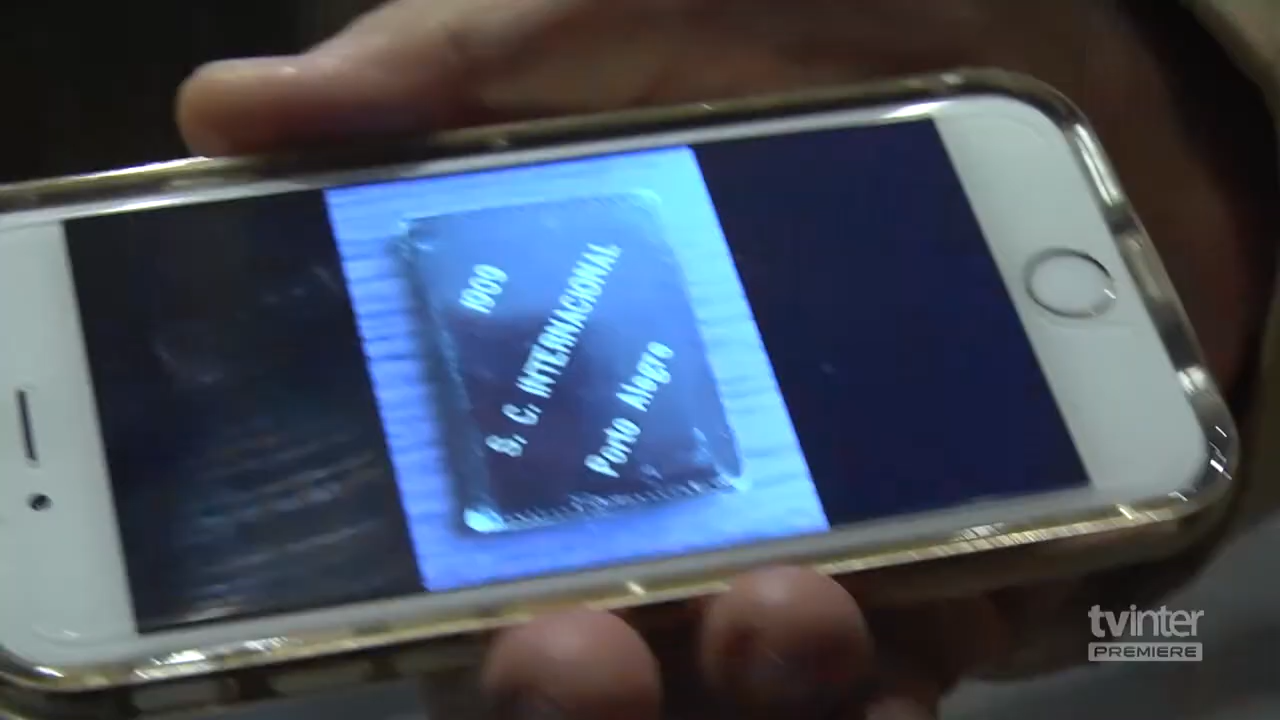 1909
S. C. INTERNACIONAL
Porto Alegre
tvinter
PREMIERE